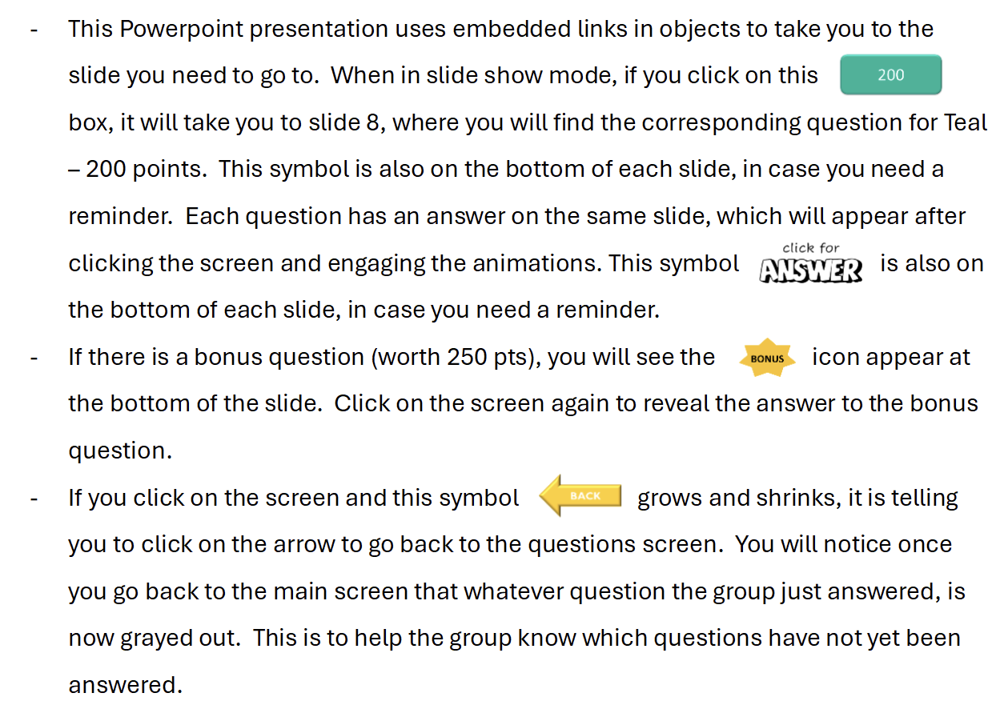 - This Powerpoint presentation uses embedded links in objects to take you to the
slide you need to go to.  When in slide show mode, if you click on this 200
box, it will take you to slide 8, where you will find the corresponding question for Teal
– 200 points.  This symbol is also on the bottom of each slide, in case you need a
reminder.  Each question has an answer on the same slide, which will appear after
clicking the screen and engaging the animations. This symbol click for ANSWER is also on
the bottom of each slide, in case you need a reminder.
- If there is a bonus question (worth 250 pts), you will see the BONUS icon appear at
the bottom of the slide.  Click on the screen again to reveal the answer to the bonus
question.
- If you click on the screen and this symbol BACK grows and shrinks, it is telling
you to click on the arrow to go back to the questions screen.  You will notice once
you go back to the main screen that whatever question the group just answered, is
now grayed out.  This is to help the group know which questions have not yet been
answered.